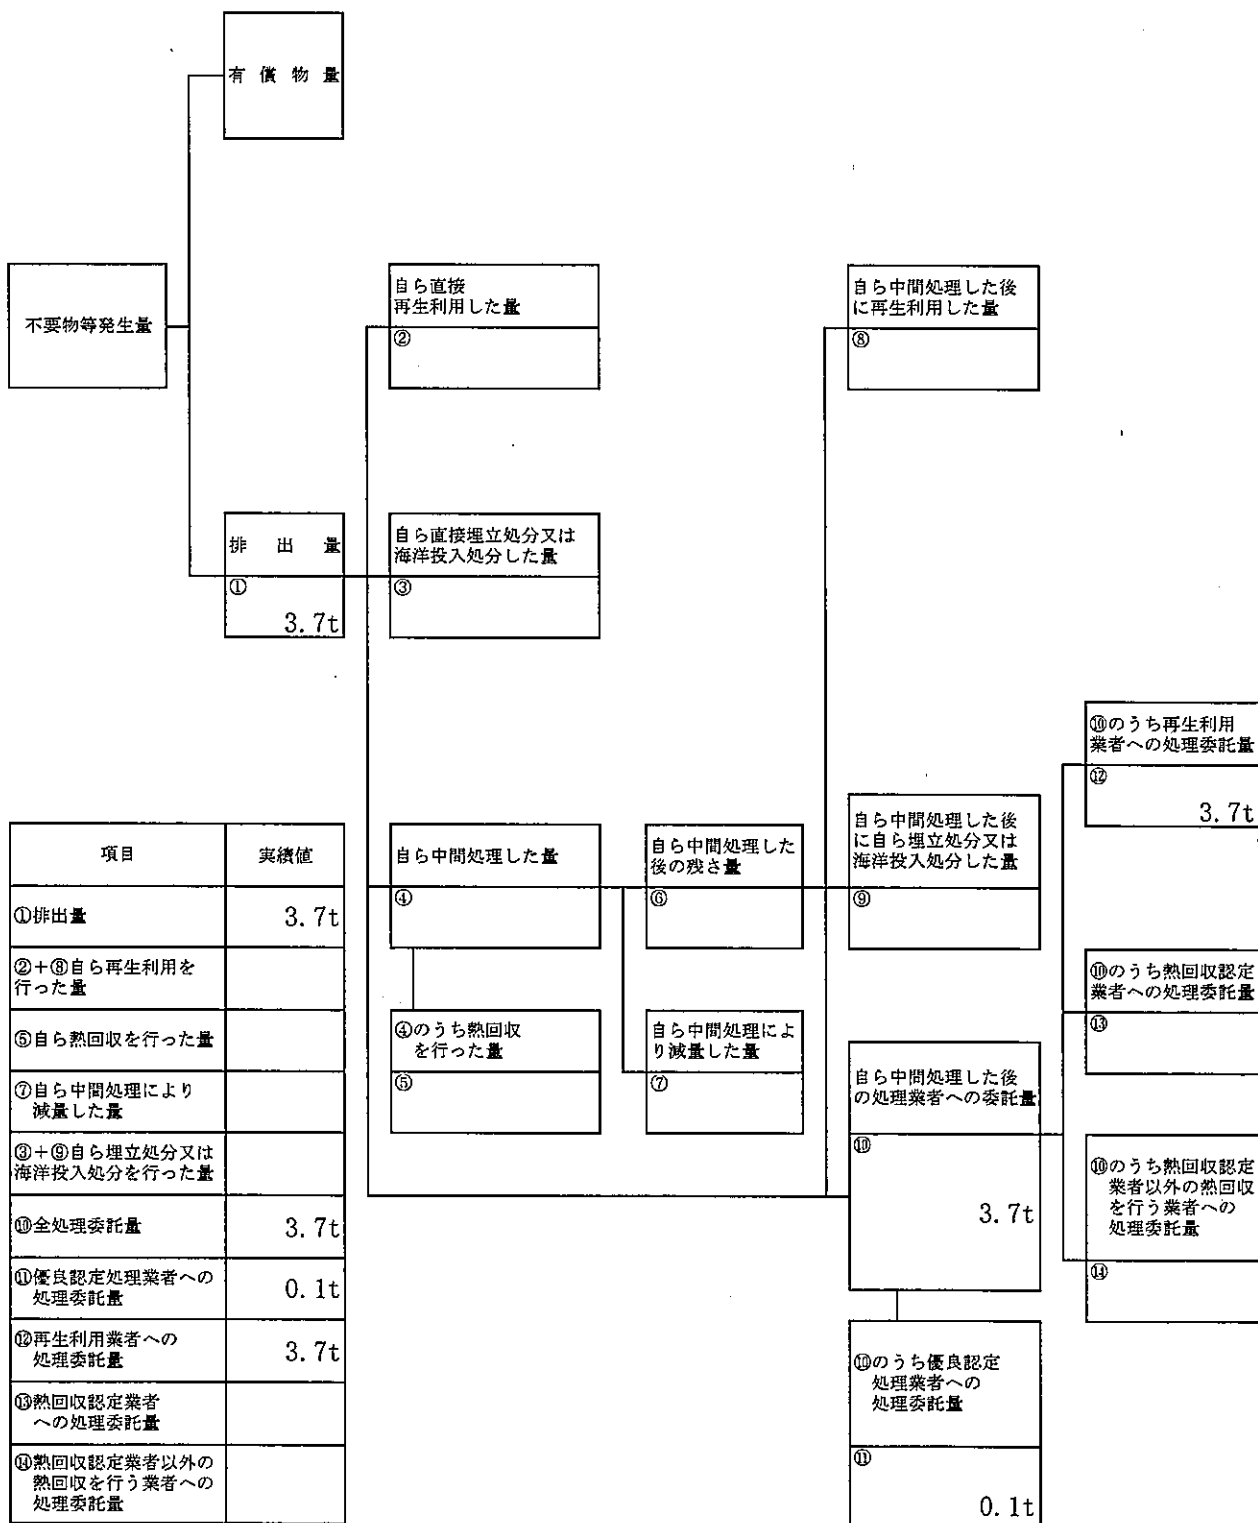 有償物量
不要物等発生量
自ら直接
再生利用した量
②
自ら中間処理した後
に再生利用した量
⑧
排出量
①
3.7t
自ら直接埋立処分又は
海洋投入処分した量
③
⑩のうち再生利用
業者への処理委託量
⑫
3.7t
自ら中間処理した量
④
自ら中間処理した
後の残さ量
⑥
自ら中間処理した後
に自ら埋立処分又は
海洋投入処分した量
⑨
⑩のうち熱回収認定
業者への処理委託量
⑬
④のうち熱回収
を行った量
⑤
自ら中間処理によ
り減量した量
⑦
自ら中間処理した後
の処理業者への委託量
⑩
3.7t
⑩のうち熱回収認定
業者以外の熱回収
を行う業者への
処理委託量
⑭
⑩のうち優良認定
処理業者への
処理委託量
⑪
0.1t
項目 実績値
①排出量 3.7t
②+⑧自ら再生利用を
行った量
⑤自ら熱回収を行った量
⑦自ら中間処理により
減量した量
③+⑨自ら埋立処分又は
海洋投入処分を行った量
⑩全処理委託量 3.7t
⑪優良認定処理業者への
処理委託量 0.1t
⑫再生利用業者への
処理委託量 3.7t
⑬熱回収認定業者
への処理委託量
⑭熱回収認定業者以外の
熱回収を行う業者への
処理委託量